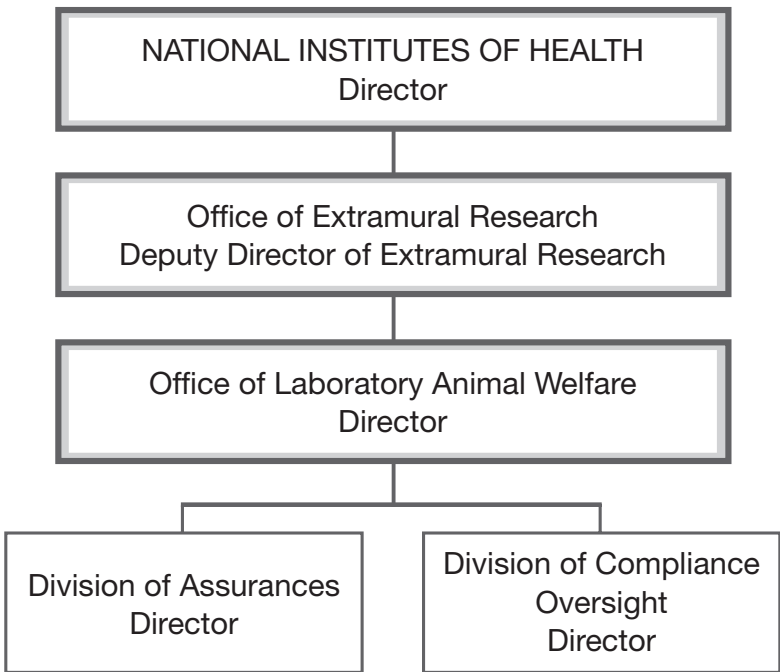 NATIONAL INSTITUTES OF HEALTH
Director
Office of Extramural Research
Deputy Director of Extramural Research
Office of Laboratory Animal Welfare
Director
Division of Assurances
Director
Division of Compliance
Oversight
Director